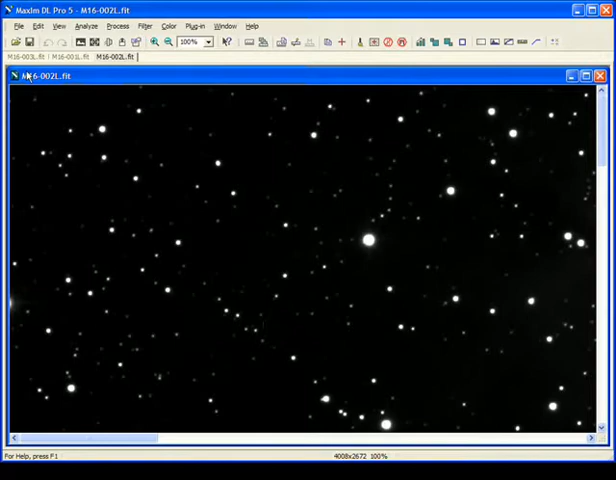 MaxIm DL Pro 5 - M16-002L.fit
File Edit View Analyze Process Filter Color Plug-in Window Help
100%
M16-003L.fit M16-001L.fit M16-002L.fit
M16-002L.fit
For Help, press F1 4008x2672 100%